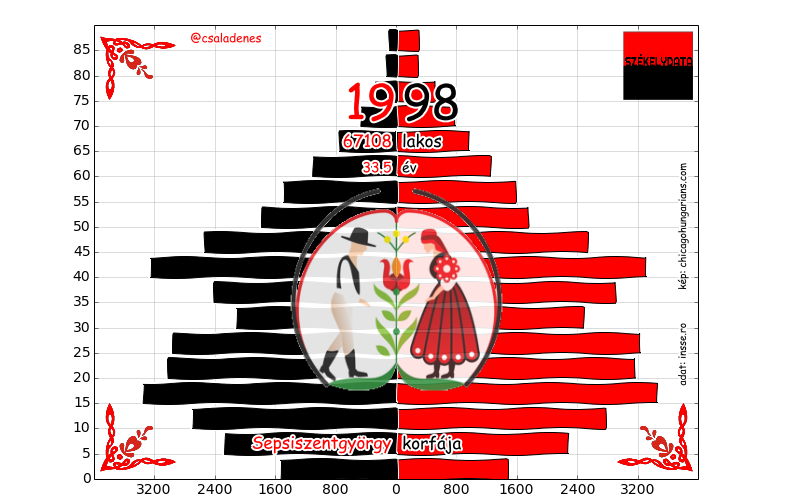 @csaladenes
SZÉKELYDATA
1998
67108 lakos
33.5 év
kép: chicagohungarians.com
adat: insse.ro
Sepsiszentgyörgy korfája
85
80
75
70
65
60
55
50
45
40
35
30
25
20
15
10
5
0
3200 2400 1600 800 0 800 1600 2400 3200